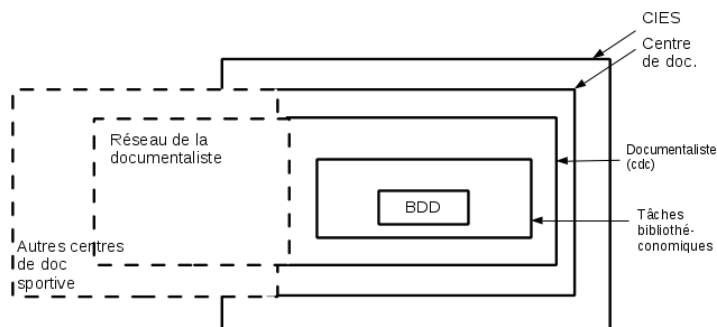 CIES
Centre
de doc.
Réseau de la
documentaliste
Documentaliste
(cdc)
BDD
Tâches
bibliothé-
conomiques
Autres centres
de doc
sportive